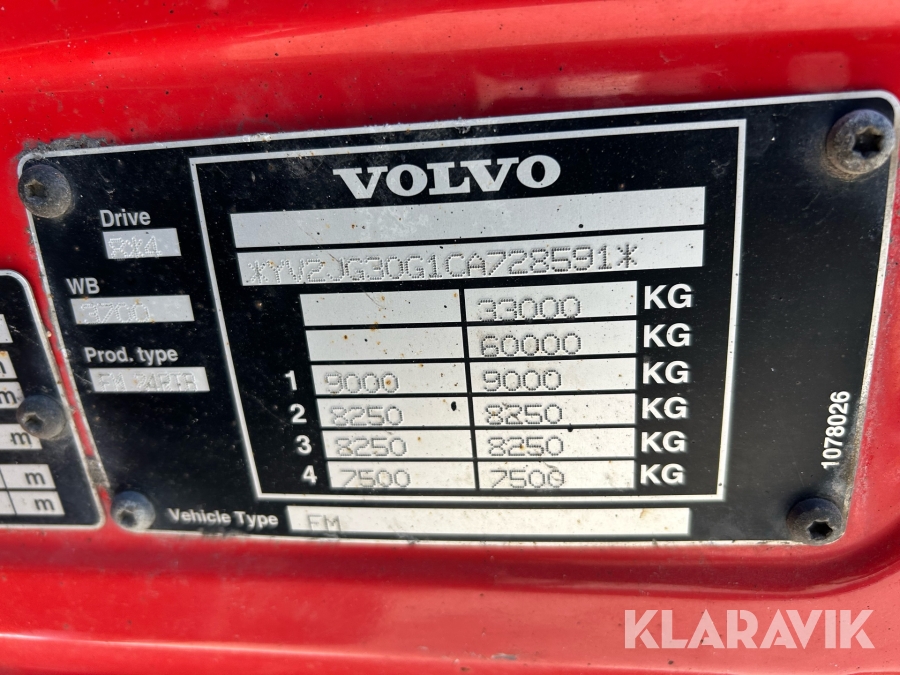 VOLVO
Drive
8X4
*YV2JG30G1CA728591*
WB
33000 KG
60000 KG
Prod. type
1 9000 9000 KG
2 8250 8250 KG
3 8250 8250 KG
4 7500 7500 KG
1078026
Vehicle Type FM
m
m
m
m m
m
KLARAVIK